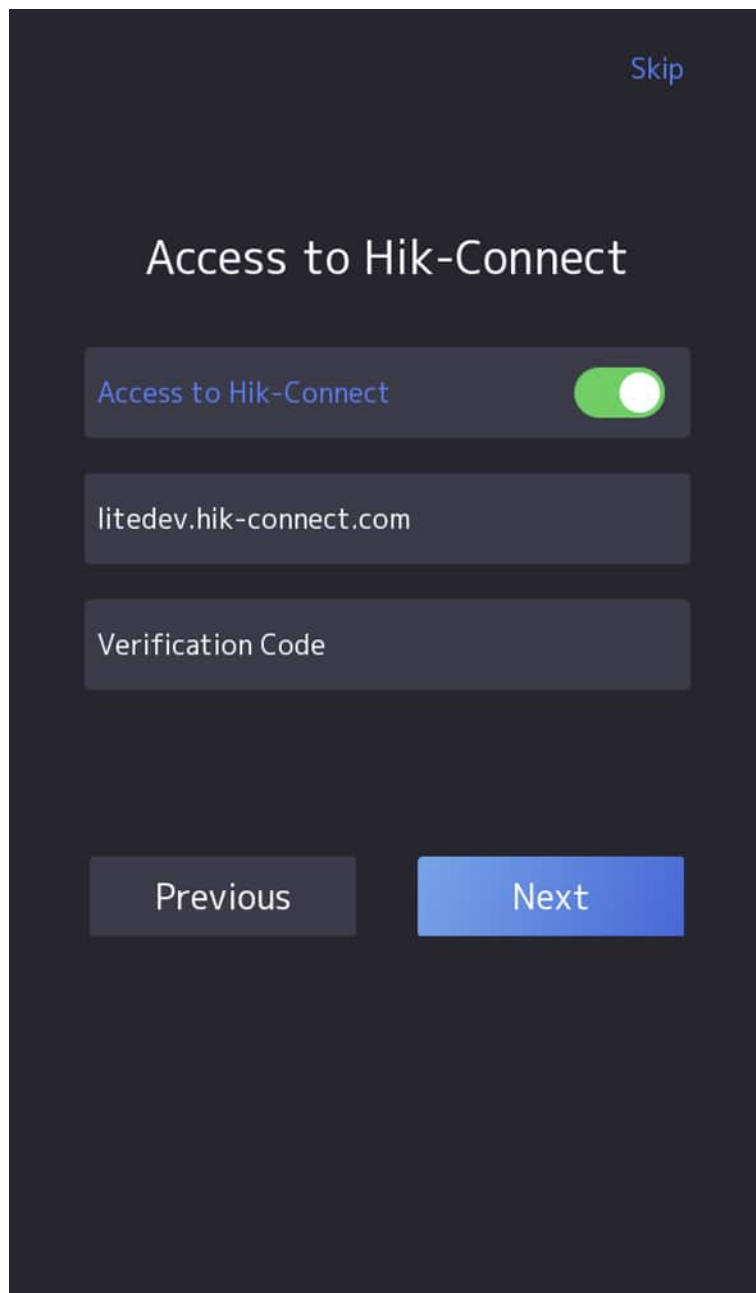 Skip
Access to Hik-Connect
Access to Hik-Connect
litedev.hik-connect.com
Verification Code
Previous
Next